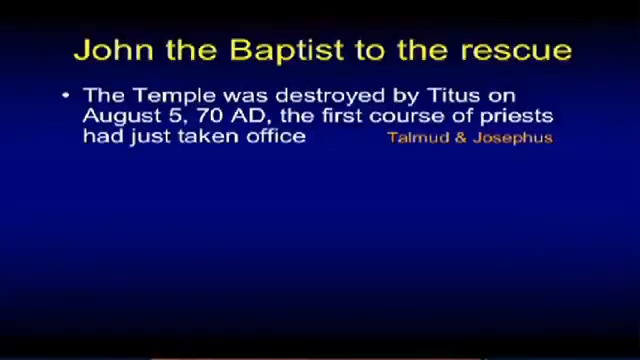 John the Baptist to the rescue
• The Temple was destroyed by Titus on
August 5, 70 AD, the first course of priests
had just taken office Talmud & Josephus